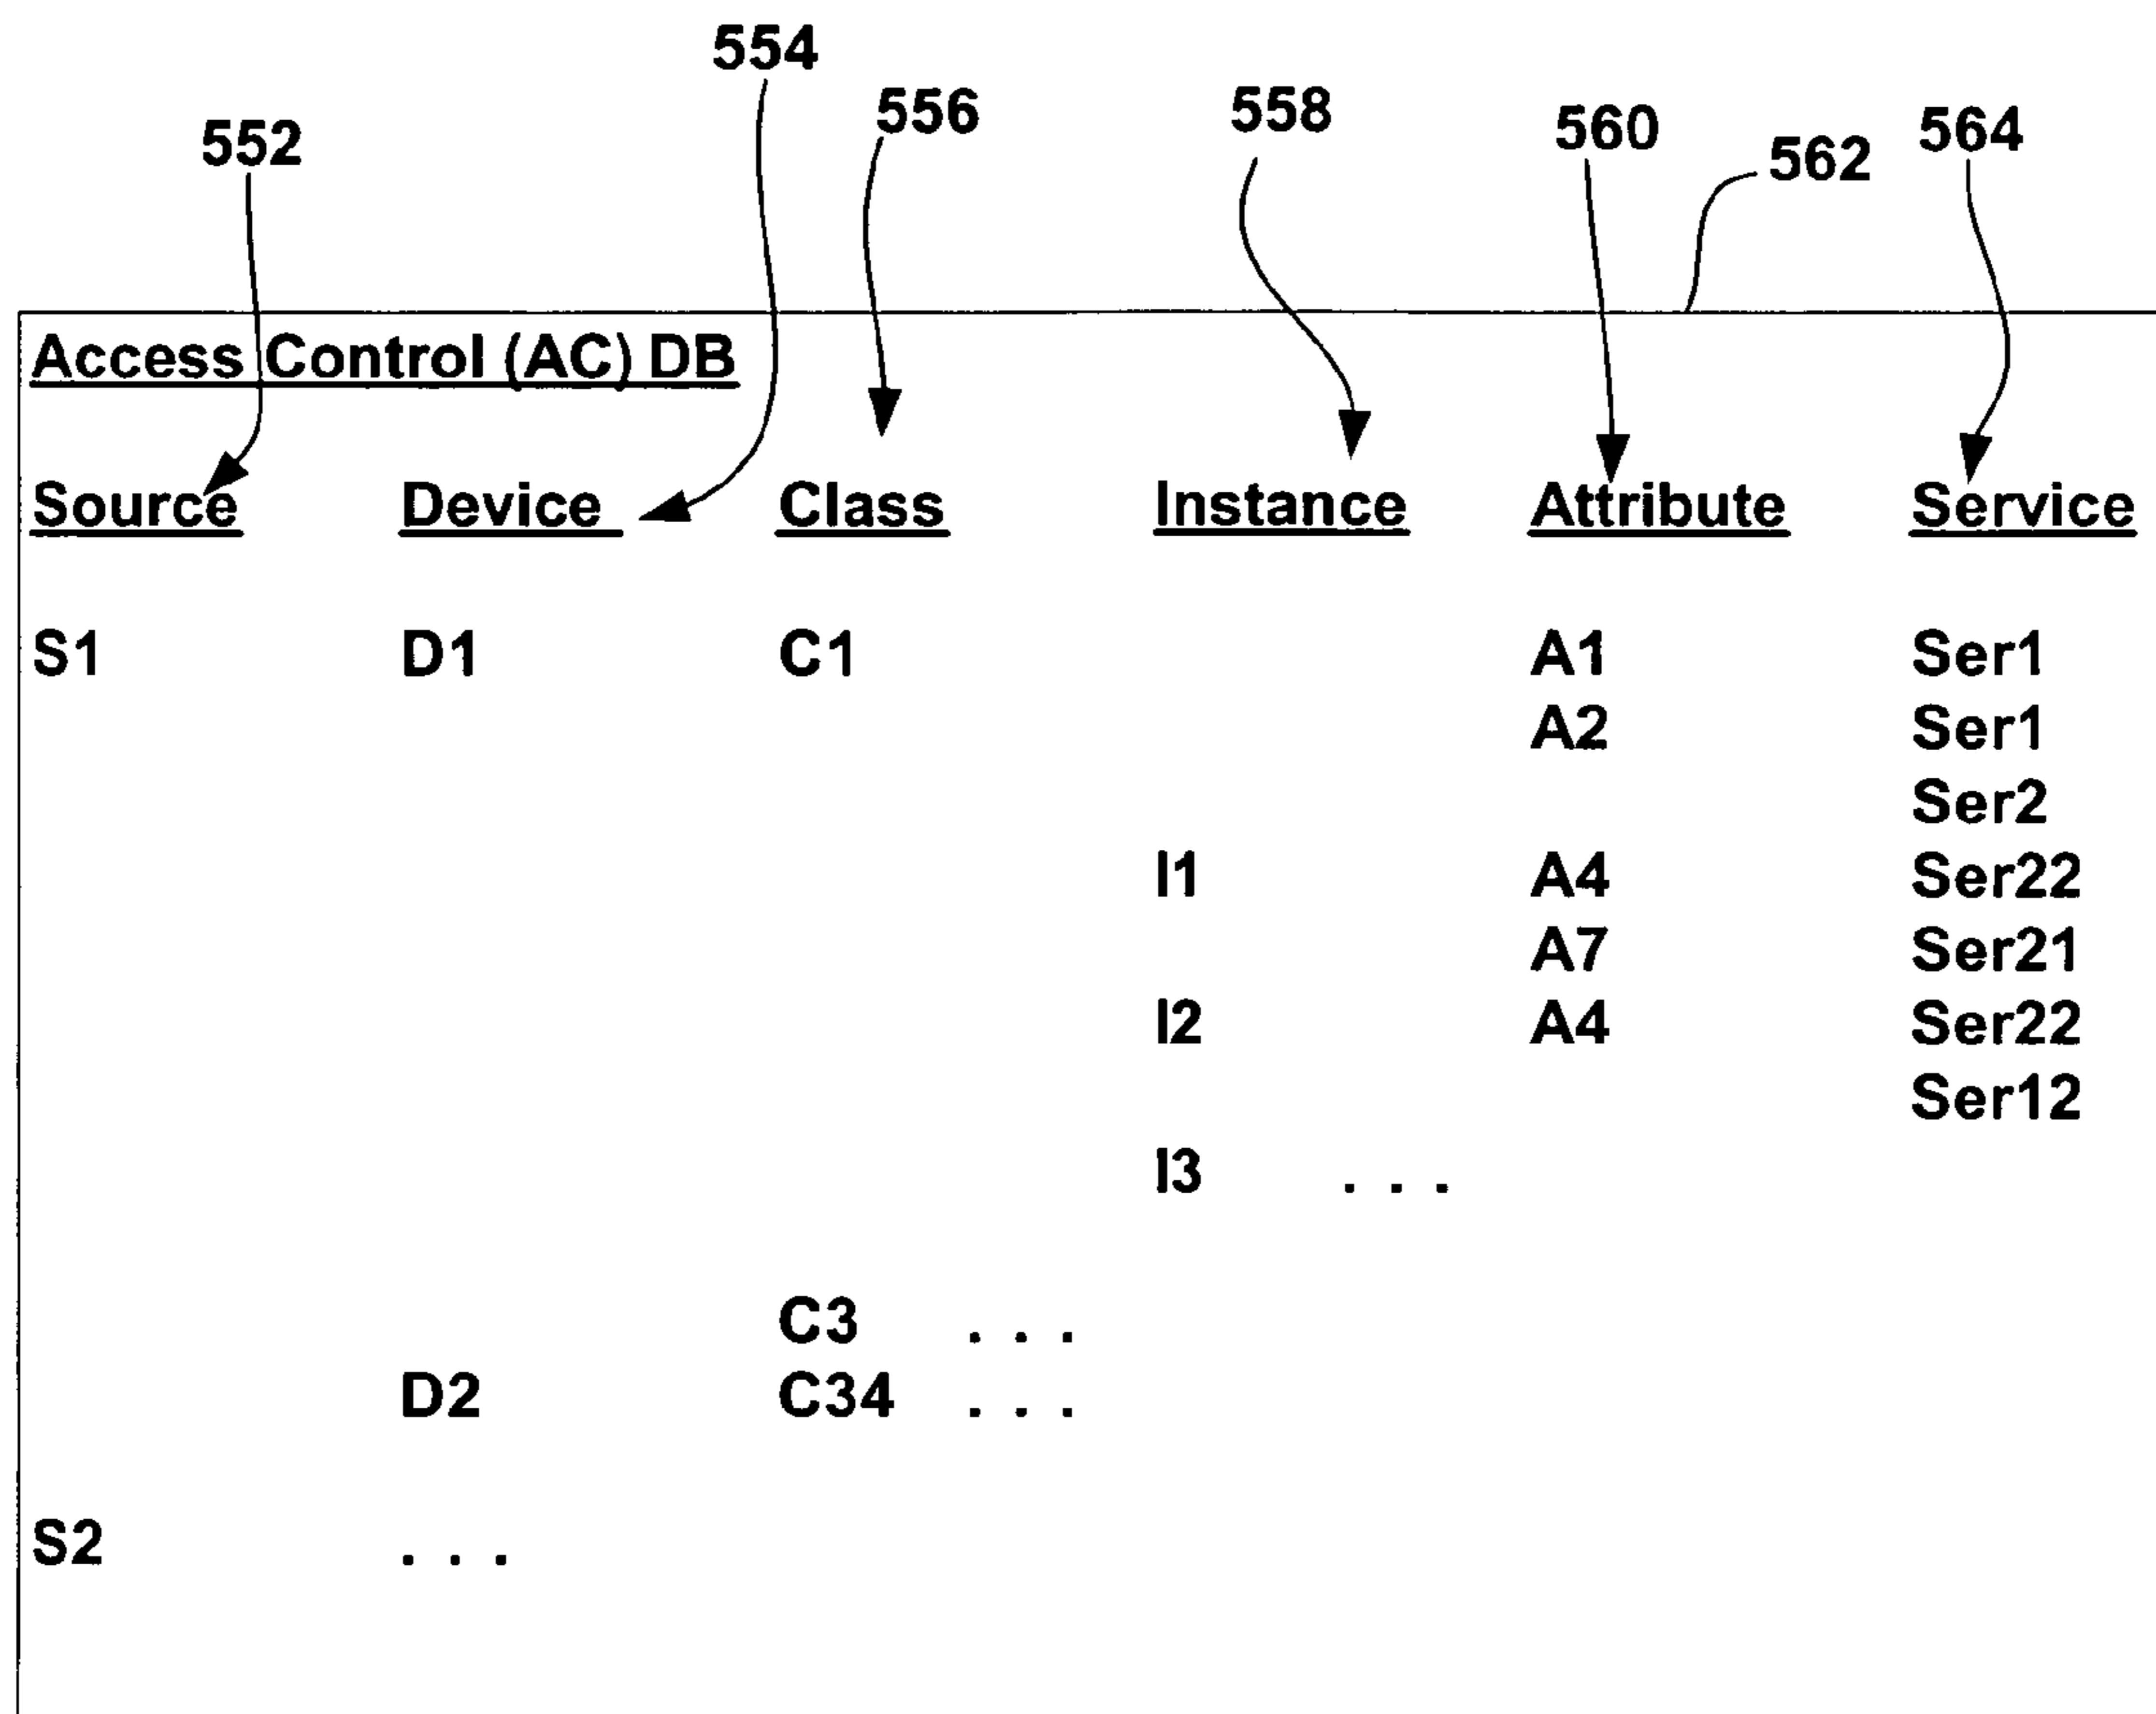 554
556
558
560
564
552
562
Access Control (AC) DB
Source Device Class Instance Attribute Service
S1 D1 C1 A1 Ser1
A2 Ser1
Ser2
I1 A4 Ser22
A7 Ser21
I2 A4 Ser22
Ser12
I3 . . .
C3 . . .
D2 C34 . . .
S2 . . .